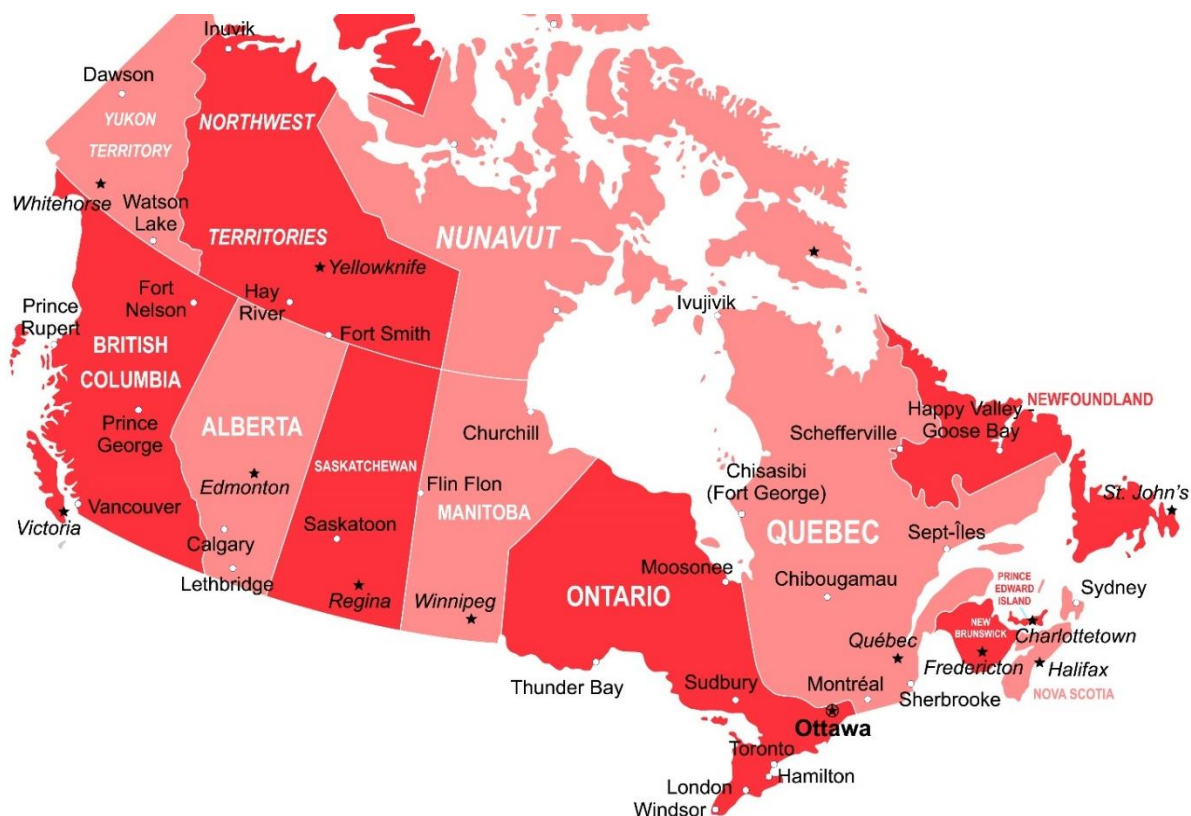 Inuvik
Dawson
YUKON
TERRITORY
NORTHWEST
TERRITORIES
Whitehorse
Watson
Lake
NUNAVUT
Yellowknife
Fort
Nelson
Hay
River
Fort Smith
Ivujivik
Prince
Rupert
BRITISH
COLUMBIA
Prince
George
ALBERTA
Edmonton
SASKATCHEWAN
Churchill
Flin Flon
MANITOBA
Schefferville
Happy Valley -
Goose Bay
NEWFOUNDLAND
Chisasibi
(Fort George)
St. John's
Victoria
Vancouver
Calgary
Lethbridge
Saskatoon
Regina
Winnipeg
QUEBEC
Sept-Îles
Moosonee
Chibougamau
ONTARIO
PRINCE
EDWARD
ISLAND
Sydney
NEW
BRUNSWICK
Charlottetown
Québec
Fredericton
Halifax
NOVA SCOTIA
Thunder Bay
Sudbury
Montréal
Sherbrooke
Ottawa
Toronto
Hamilton
London
Windsor